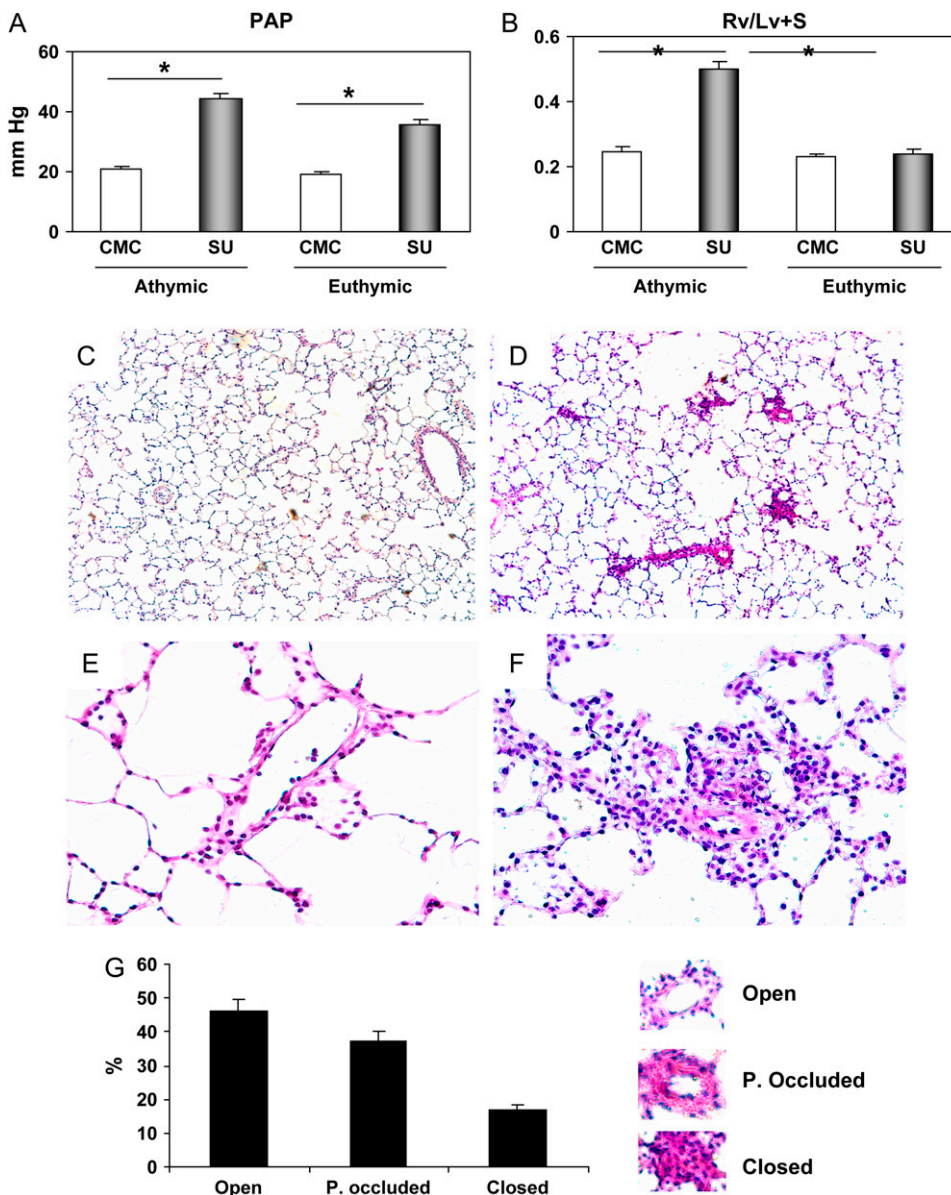 A
PAP
60
40
20
0
mm Hg
*
*
CMC
SU
CMC
SU
Athymic
Euthymic
B
Rv/Lv+S
0.6
0.4
0.2
0
*
*
CMC
SU
CMC
SU
Athymic
Euthymic
C
D
E
F
G
60
50
40
30
20
10
0
%
Open
P. occluded
Closed
Open
P. Occluded
Closed